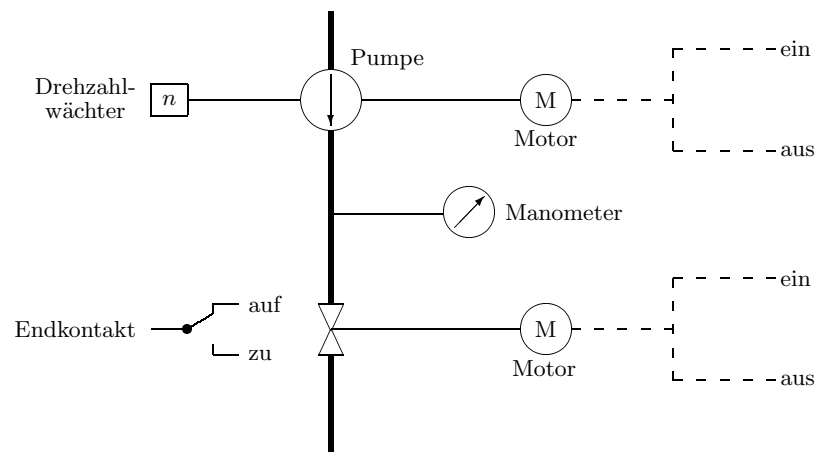 Pumpe
ein
Drehzahl-
wächter
n
M
Motor
aus
Manometer
ein
auf
Endkontakt
M
zu
Motor
aus